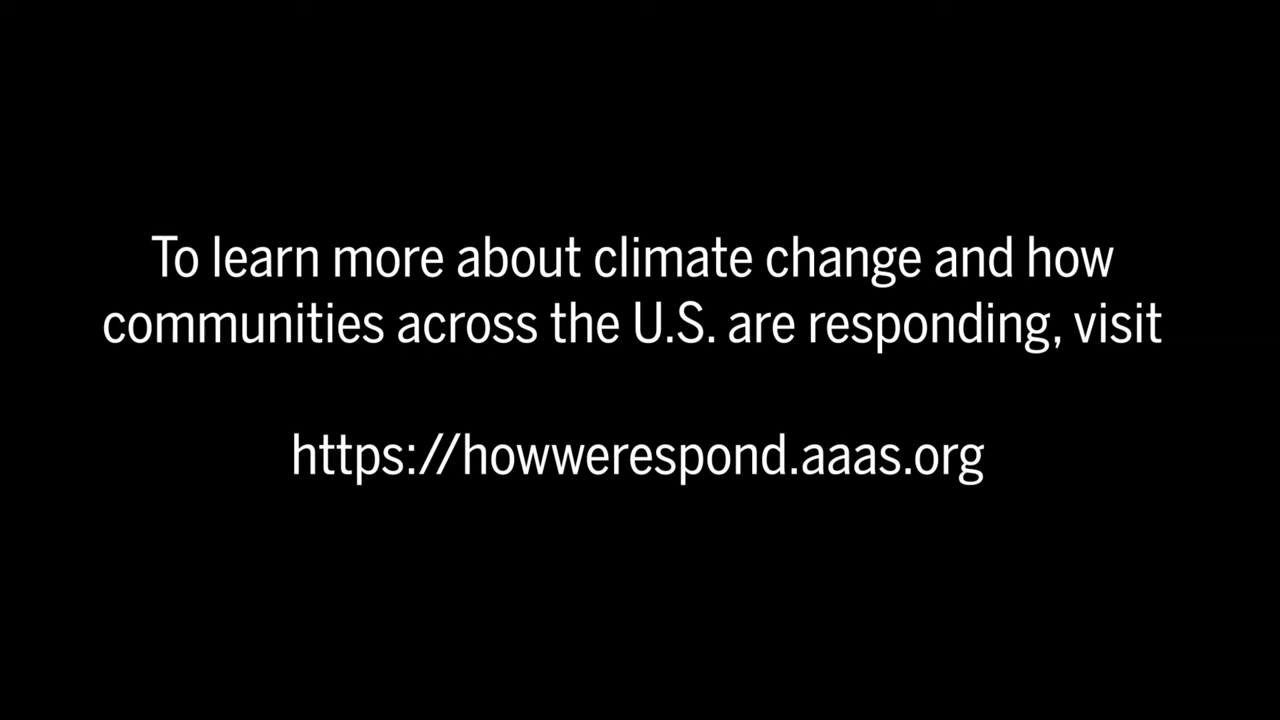 To learn more about climate change and how
communities across the U.S. are responding, visit
https://howwerespond.aaas.org